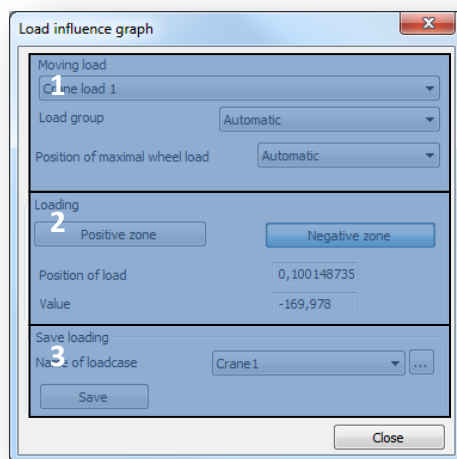 Load influence graph
Moving load
1
Crane load 1
Load group Automatic
Position of maximal wheel load Automatic
Loading
2
Positive zone Negative zone
Position of load 0,100148735
Value -169,978
Save loading
3
Name of loadcase Crane1 ...
Save
Close